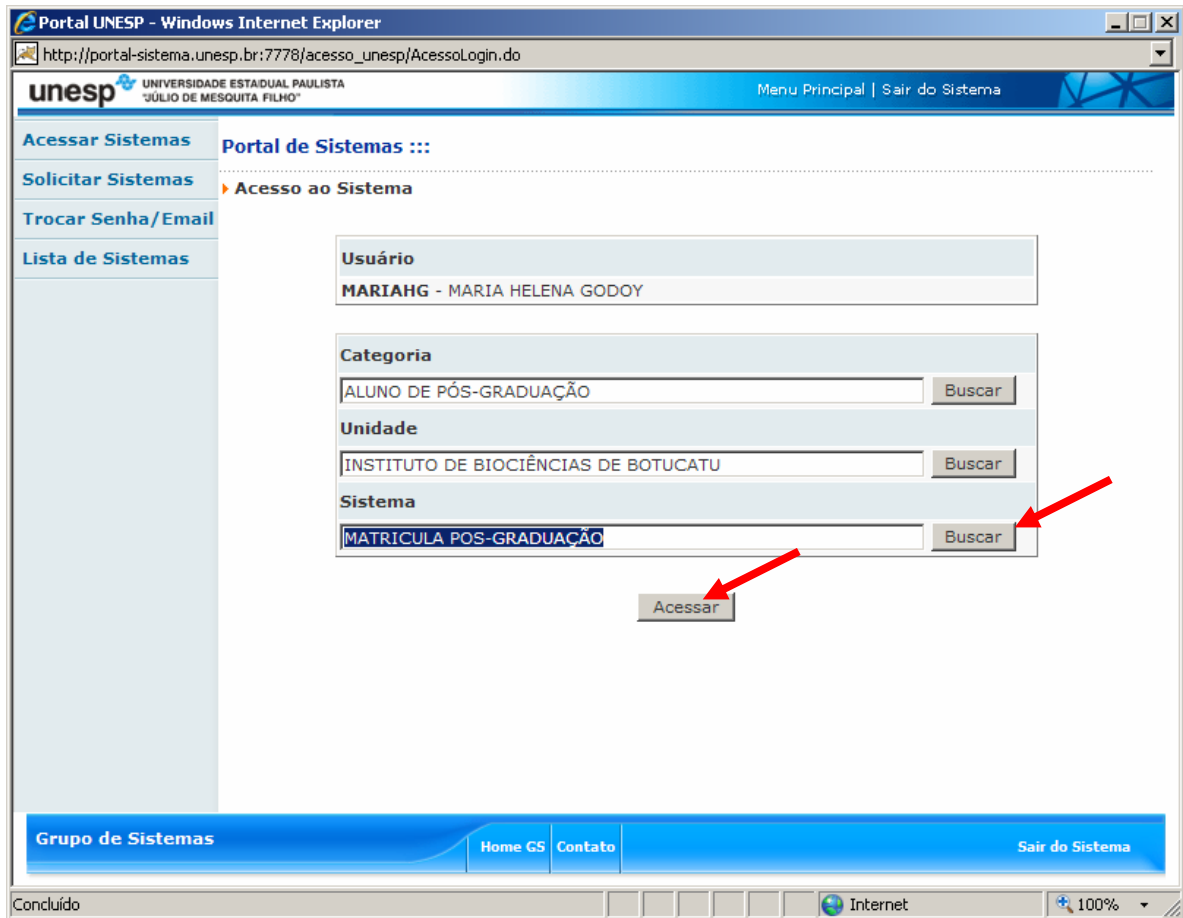 Portal UNESP - Windows Internet Explorer
http://portal-sistema.unesp.br:7778/acesso_unesp/AcessoLogin.do
unesp UNIVERSIDADE ESTADUAL PAULISTA
"JÚLIO DE MESQUITA FILHO"
Menu Principal | Sair do Sistema
Acessar Sistemas
Solicitar Sistemas
Trocar Senha/Email
Lista de Sistemas
Portal de Sistemas :::
Acesso ao Sistema
Usuário
MARIAHG - MARIA HELENA GODOY
Categoria
ALUNO DE PÓS-GRADUAÇÃO Buscar
Unidade
INSTITUTO DE BIOCIÊNCIAS DE BOTUCATU Buscar
Sistema
MATRICULA POS-GRADUAÇÃO Buscar
Acessar
Grupo de Sistemas Home GS Contato Sair do Sistema
Concluído Internet 100%